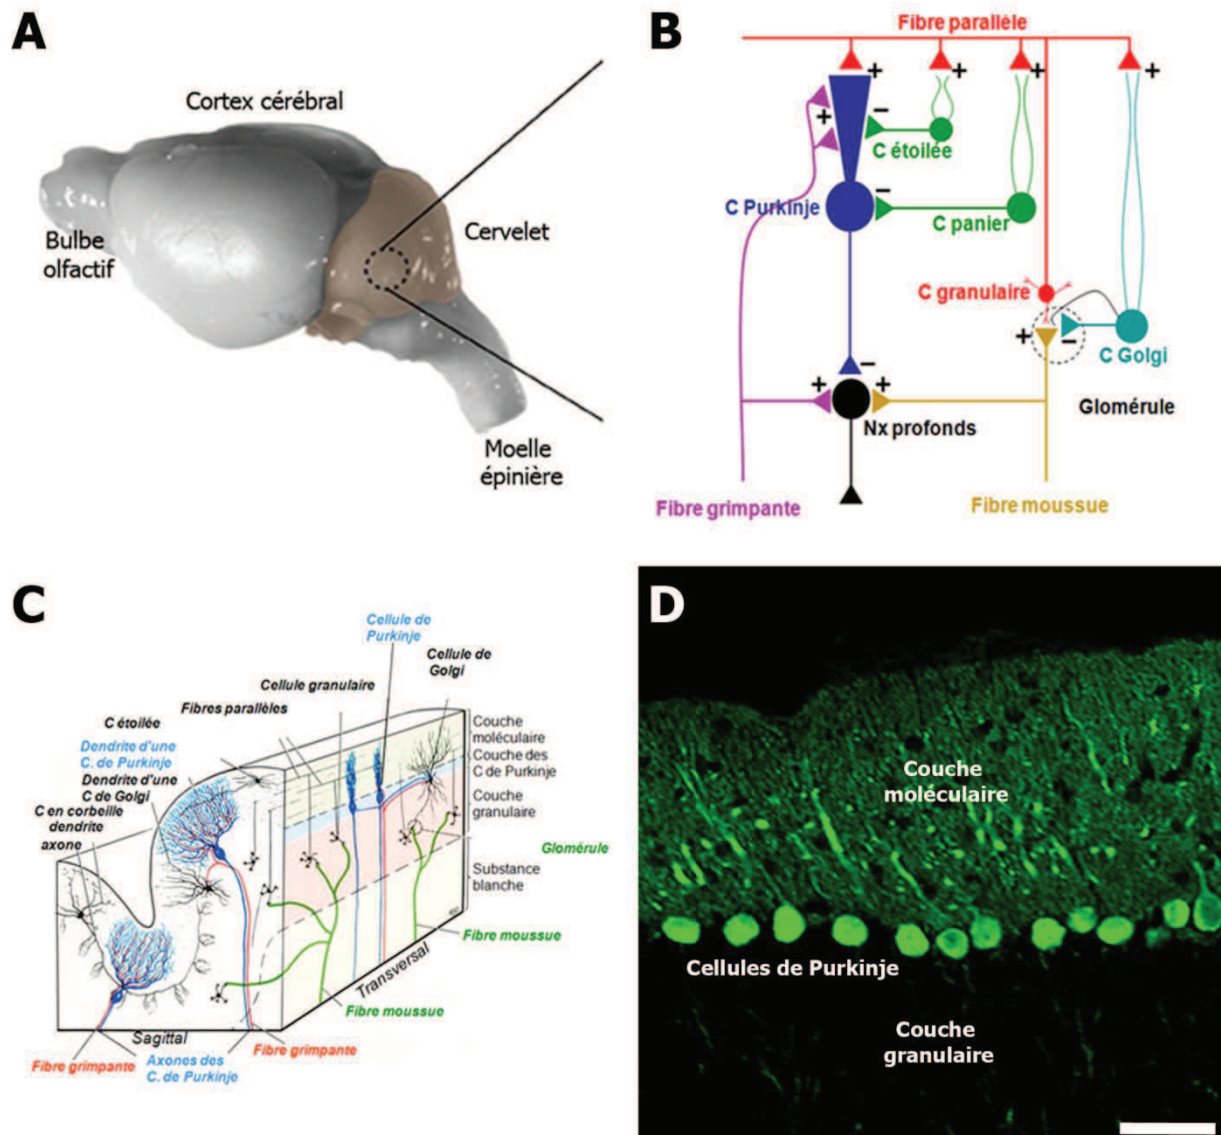 A
Cortex cérébral
Cervelet
Bulbe
olfactif
Moelle
épinière
B
Fibre parallèle
+
+
+
+
+
−
C étoilée
−
C Purkinje
C panier
C granulaire
+
−
C Golgi
−
+
+
Glomérule
Nx profonds
Fibre grimpante
Fibre moussue
C
Cellule de
Purkinje
Cellule de
Golgi
Cellule granulaire
Fibres parallèles
C étoilée
Dendrite d'une
C. de Purkinje
Dendrite d'une
C de Golgi
C en corbeille
dendrite
axone
Couche
moléculaire
Couche des
C de Purkinje
Couche
granulaire
Glomérule
Substance
blanche
Fibre moussue
Transversal
Fibre moussue
Sagittal
Fibre grimpante
Axones des
C. de Purkinje
Fibre grimpante
D
Couche
moléculaire
Cellules de Purkinje
Couche
granulaire